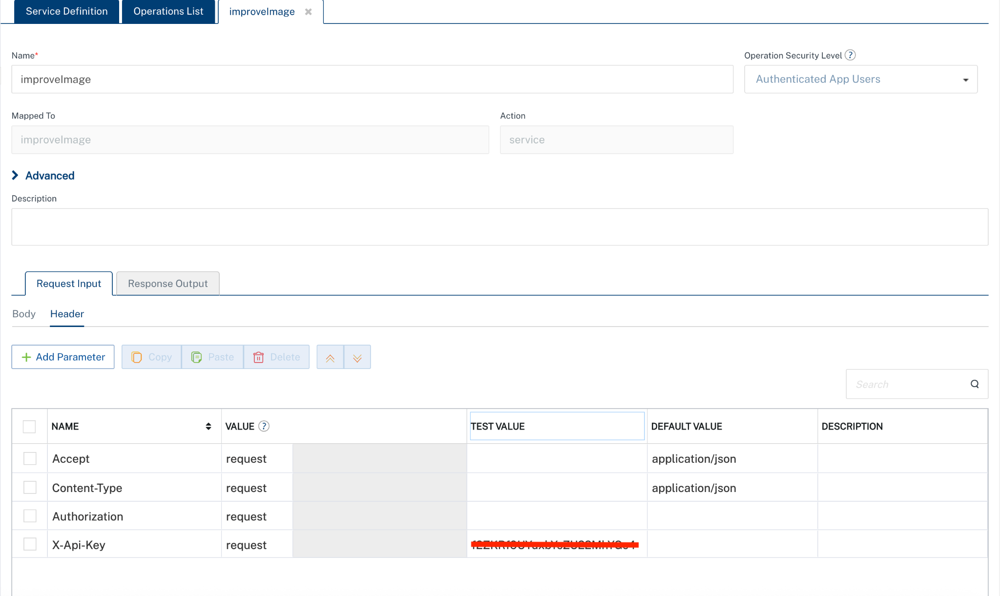 Service Definition Operations List improveImage
Name*
Operation Security Level ?
improveImage
Authenticated App Users
Mapped To
Action
improveImage
service
Advanced
Description
Request Input Response Output
Body Header
Add Parameter Copy Paste Delete
Search
NAME VALUE ? TEST VALUE DEFAULT VALUE DESCRIPTION
Accept request application/json
Content-Type request application/json
Authorization request
X-Api-Key request